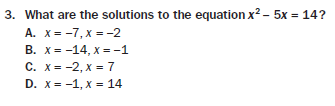 3. What are the solutions to the equation x² – 5x = 14?
A. x = –7, x = –2
B. x = –14, x = –1
C. x = –2, x = 7
D. x = –1, x = 14